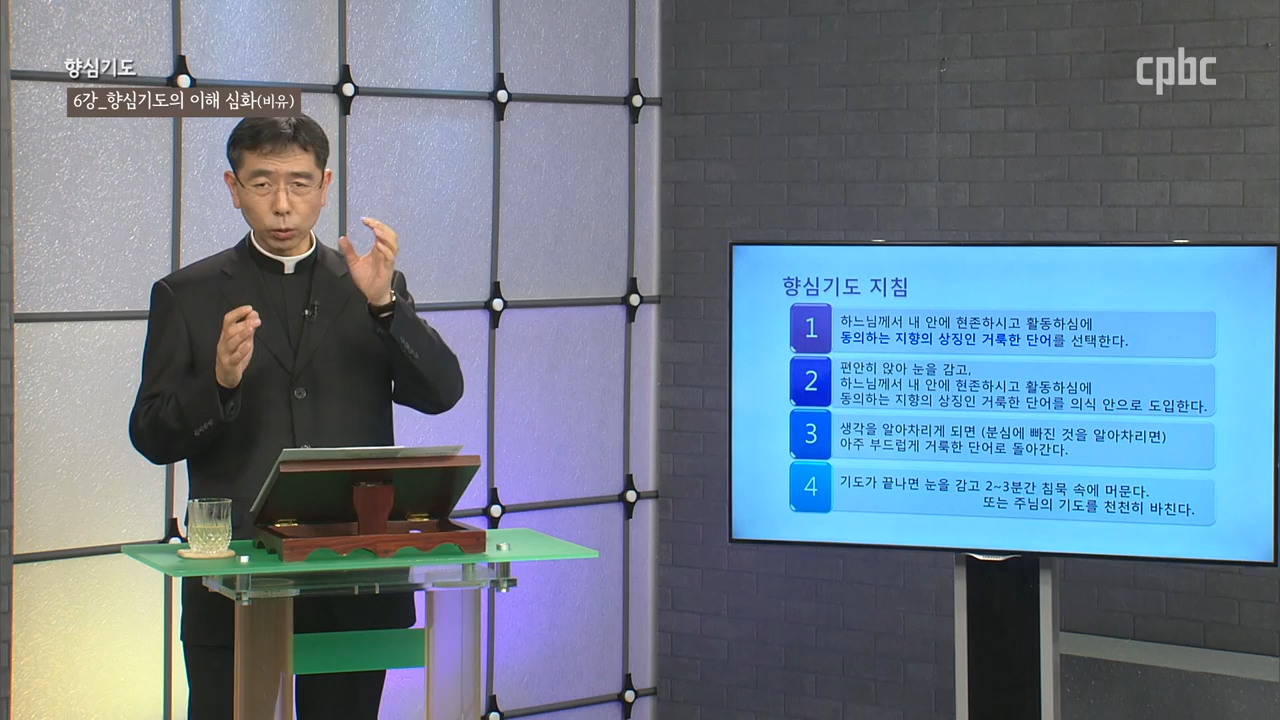 향심기도
6강_향심기도의 이해 심화(비유)
cpbc
향심기도 지침
1
하느님께서 내 안에 현존하시고 활동하심에
동의하는 지향의 상징인 거룩한 단어를 선택한다.
2
편안히 앉아 눈을 감고,
하느님께서 내 안에 현존하시고 활동하심에
동의하는 지향의 상징인 거룩한 단어를 의식 안으로 도입한다.
3
생각을 알아차리게 되면 (분심에 빠진 것을 알아차리면)
아주 부드럽게 거룩한 단어로 돌아간다.
4
기도가 끝나면 눈을 감고 2~3분간 침묵 속에 머문다.
또는 주님의 기도를 천천히 바친다.